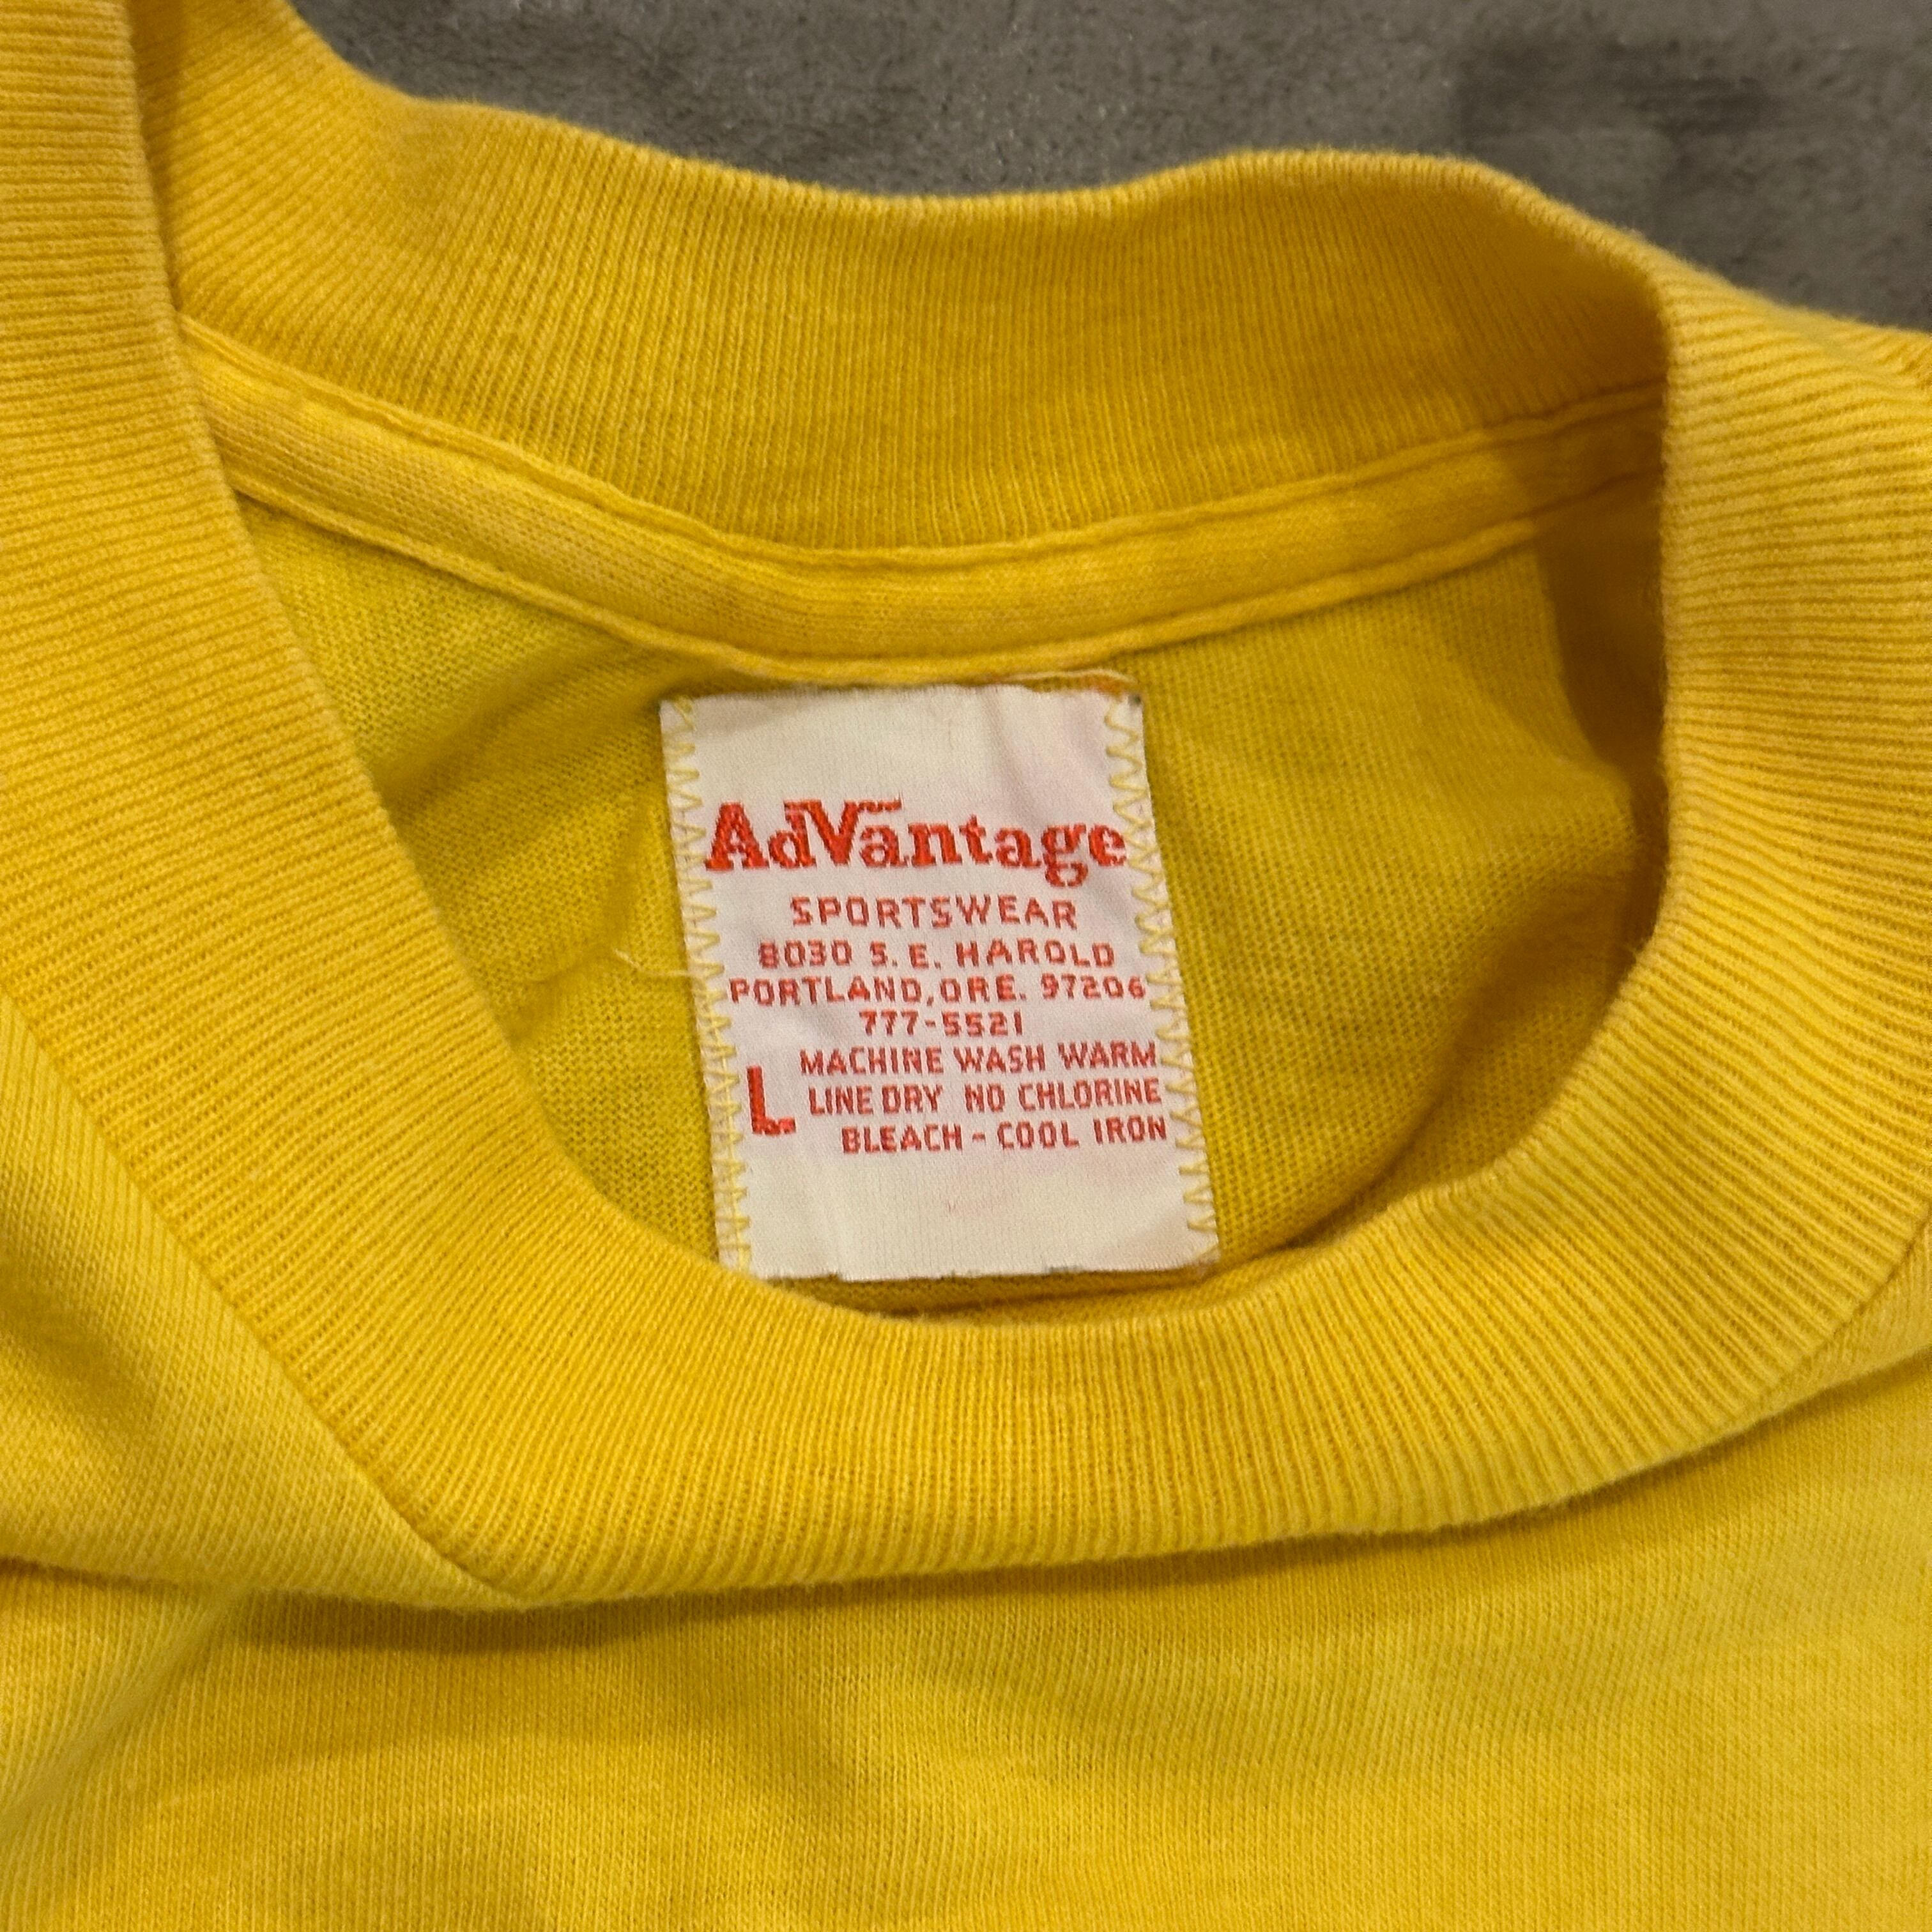 AdVantage
SPORTSWEAR
8030 S.E. HAROLD
PORTLAND, ORE. 97206
777-5521
L MACHINE WASH WARM
LINE DRY NO CHLORINE
BLEACH - COOL IRON